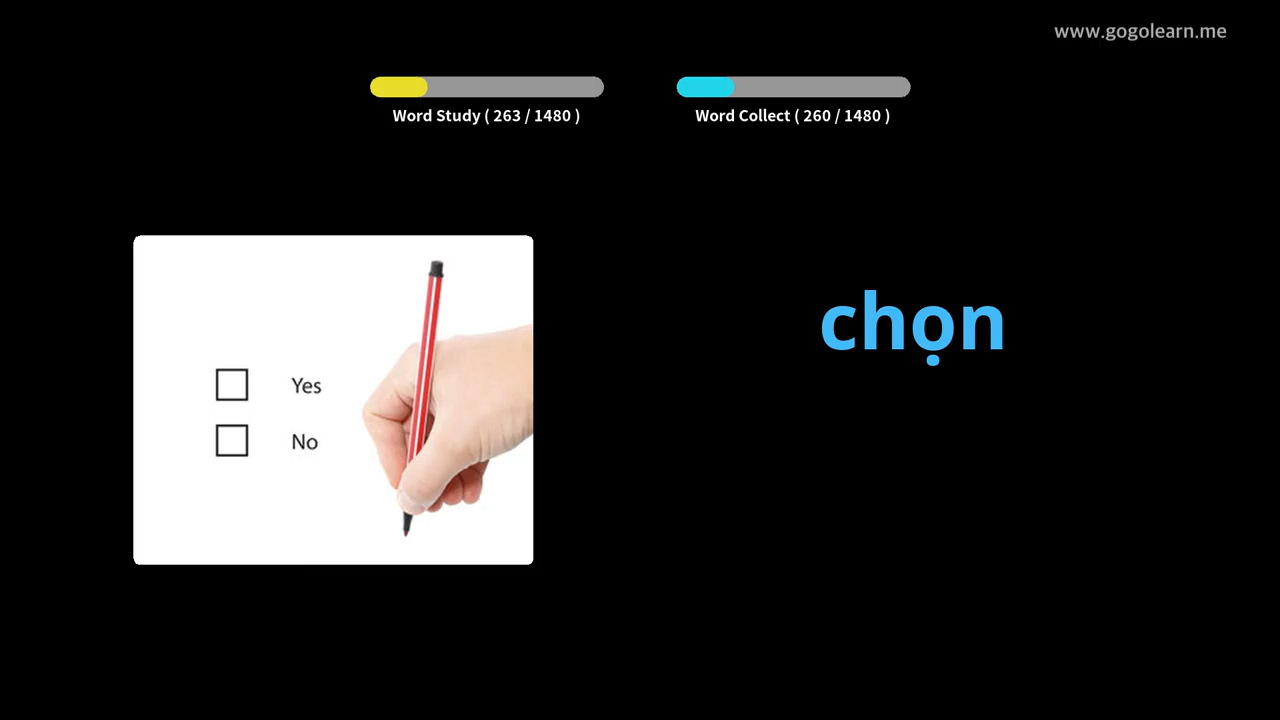 www.gogolearn.me
Word Study ( 263 / 1480 )
Word Collect ( 260 / 1480 )
chọn
Yes
No